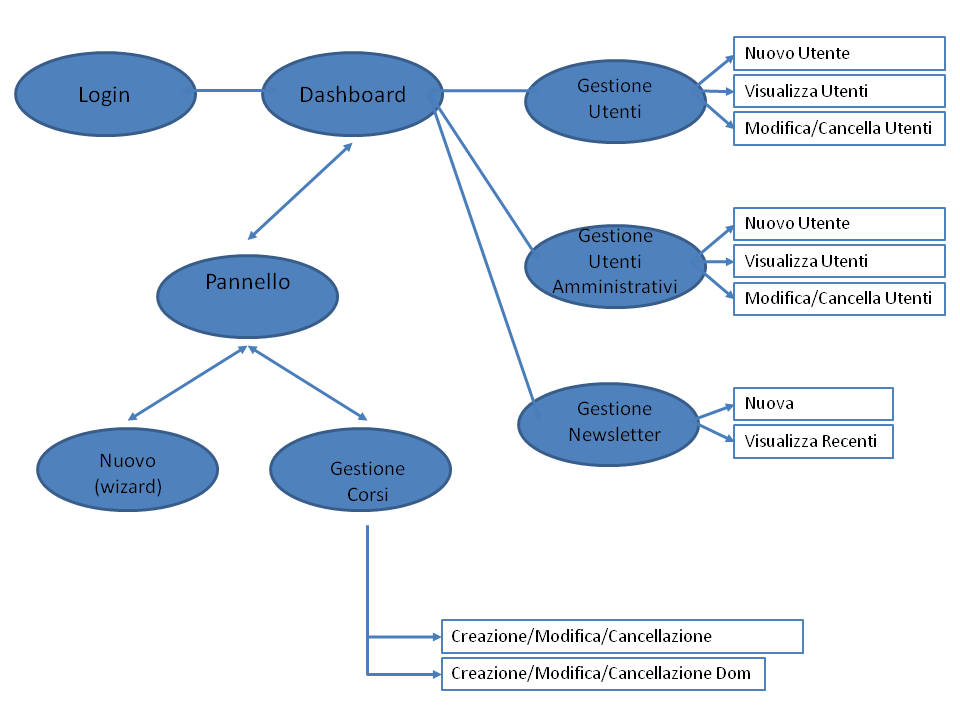 Login
Dashboard
Gestione
Utenti
Nuovo Utente
Visualizza Utenti
Modifica/Cancella Utenti
Gestione
Utenti
Amministrativi
Nuovo Utente
Visualizza Utenti
Modifica/Cancella Utenti
Pannello
Gestione
Newsletter
Nuova
Visualizza Recenti
Nuovo
(wizard)
Gestione
Corsi
Creazione/Modifica/Cancellazione
Creazione/Modifica/Cancellazione Dom